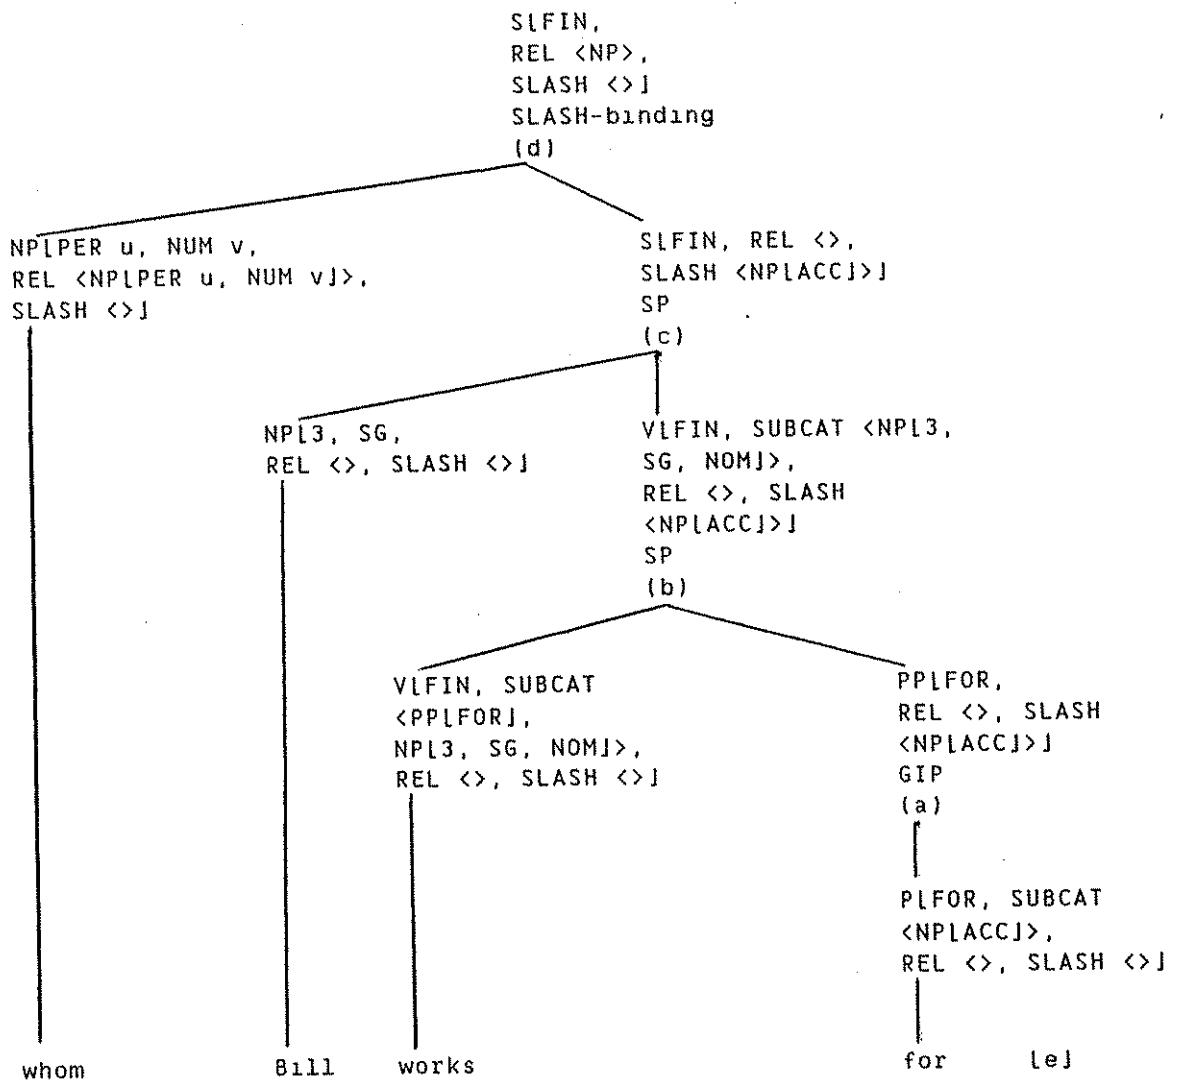 S[FIN,
REL <NP>,
SLASH <>]
SLASH-binding
(d)
NP[PER u, NUM v,
REL <NP[PER u, NUM v]>,
SLASH <>]
S[FIN, REL <>,
SLASH <NP[ACC]>]
SP
(c)
NP[3, SG,
REL <>, SLASH <>]
V[FIN, SUBCAT <NP[3,
SG, NOM]>,
REL <>, SLASH
<NP[ACC]>]
SP
(b)
V[FIN, SUBCAT
<PP[FOR],
NP[3, SG, NOM]>,
REL <>, SLASH <>]
PP[FOR,
REL <>, SLASH
<NP[ACC]>]
GIP
(a)
P[FOR, SUBCAT
<NP[ACC]>,
REL <>, SLASH <>]
whom Bill works for [e]